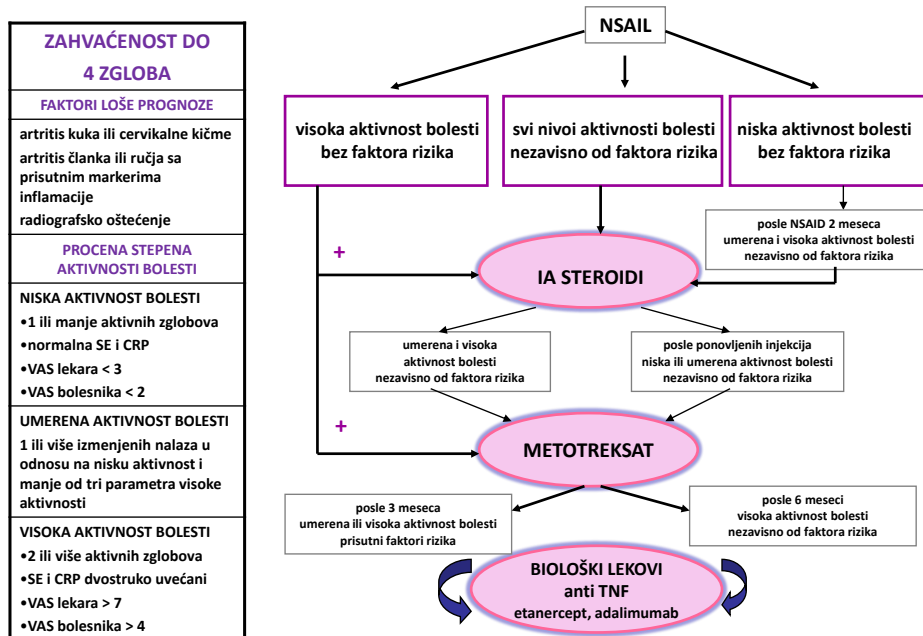 ZAHVAĆENOST DO
4 ZGLOBA
FAKTORI LOŠE PROGNOZE
artritis kuka ili cervikalne kičme
artritis članka ili ručja sa
prisutnim markerima
inflamacije
radiografsko oštećenje
PROCENA STEPENA
AKTIVNOSTI BOLESTI
NISKA AKTIVNOST BOLESTI
•1 ili manje aktivnih zglobova
•normalna SE i CRP
•VAS lekara < 3
•VAS bolesnika < 2
UMERENA AKTIVNOST BOLESTI
1 ili više izmenjenih nalaza u
odnosu na nisku aktivnost i
manje od tri parametra visoke
aktivnosti
VISOKA AKTIVNOST BOLESTI
•2 ili više aktivnih zglobova
•SE i CRP dvostruko uvećani
•VAS lekara > 7
•VAS bolesnika > 4
NSAIL
visoka aktivnost bolesti
bez faktora rizika
svi nivoi aktivnosti bolesti
nezavisno od faktora rizika
niska aktivnost bolesti
bez faktora rizika
posle NSAID 2 meseca
umerena i visoka aktivnost bolesti
nezavisno od faktora rizika
+
IA STEROIDI
umerena i visoka
aktivnost bolesti
nezavisno od faktora rizika
posle ponovljenih injekcija
niska ili umerena aktivnost bolesti
nezavisno od faktora rizika
+
METOTREKSAT
posle 3 meseca
umerena ili visoka aktivnost bolesti
prisutni faktori rizika
posle 6 meseci
visoka aktivnost bolesti
nezavisno od faktora rizika
BIOLOŠKI LEKOVI
anti TNF
etanercept, adalimumab